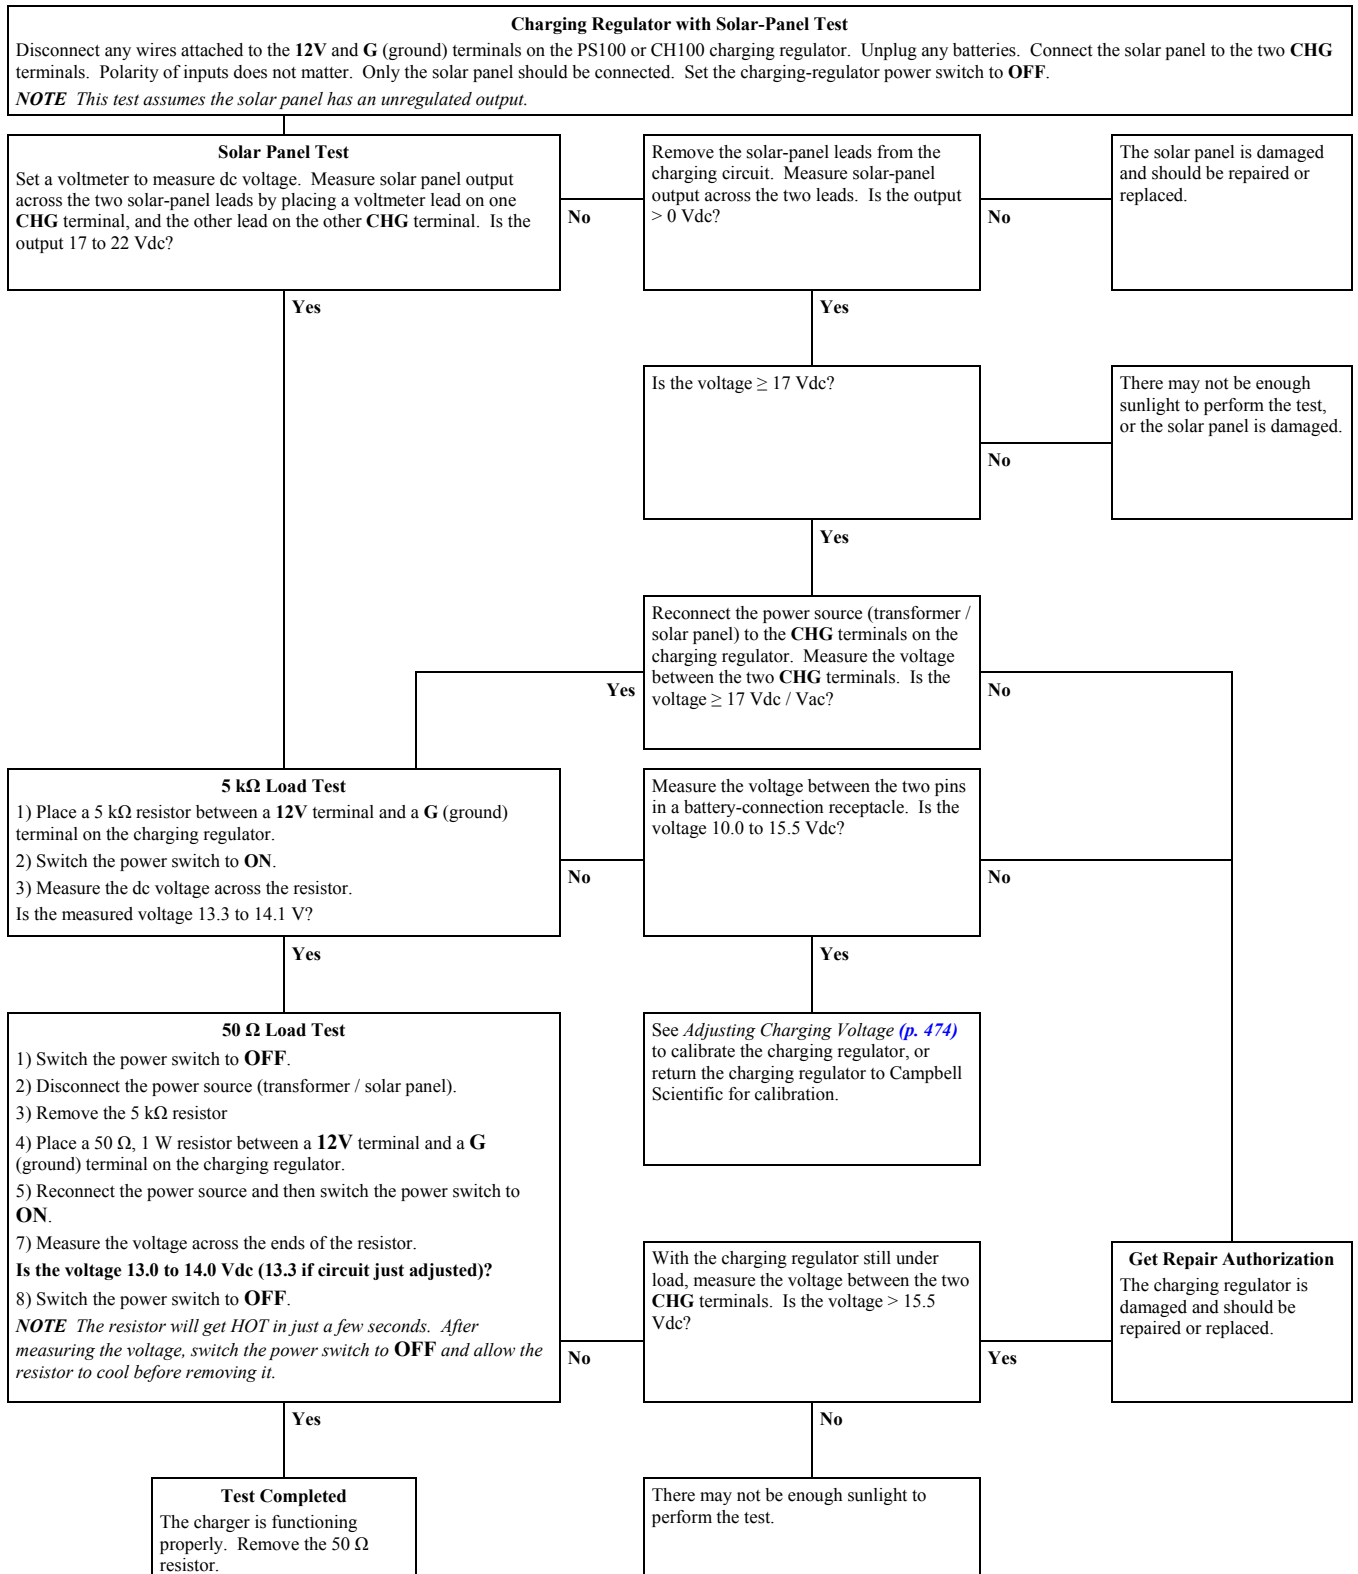 Charging Regulator with Solar-Panel Test
Disconnect any wires attached to the 12V and G (ground) terminals on the PS100 or CH100 charging regulator.  Unplug any batteries.  Connect the solar panel to the two CHG
terminals.  Polarity of inputs does not matter.  Only the solar panel should be connected.  Set the charging-regulator power switch to OFF.
NOTE  This test assumes the solar panel has an unregulated output.
Solar Panel Test
Set a voltmeter to measure dc voltage.  Measure solar panel output
across the two solar-panel leads by placing a voltmeter lead on one
CHG terminal, and the other lead on the other CHG terminal.  Is the
output 17 to 22 Vdc?
No
Remove the solar-panel leads from the
charging circuit.  Measure solar-panel
output across the two leads.  Is the output
> 0 Vdc?
No
The solar panel is damaged
and should be repaired or
replaced.
Yes
Yes
Is the voltage ≥ 17 Vdc?
No
There may not be enough
sunlight to perform the test,
or the solar panel is damaged.
Yes
Reconnect the power source (transformer /
solar panel) to the CHG terminals on the
charging regulator.  Measure the voltage
between the two CHG terminals.  Is the
voltage ≥ 17 Vdc / Vac?
Yes
No
5 kΩ Load Test
1) Place a 5 kΩ resistor between a 12V terminal and a G (ground)
terminal on the charging regulator.
2) Switch the power switch to ON.
3) Measure the dc voltage across the resistor.
Is the measured voltage 13.3 to 14.1 V?
No
Measure the voltage between the two pins
in a battery-connection receptacle.  Is the
voltage 10.0 to 15.5 Vdc?
No
Yes
Yes
50 Ω Load Test
1) Switch the power switch to OFF.
2) Disconnect the power source (transformer / solar panel).
3) Remove the 5 kΩ resistor
4) Place a 50 Ω, 1 W resistor between a 12V terminal and a G
(ground) terminal on the charging regulator.
5) Reconnect the power source and then switch the power switch to
ON.
7) Measure the voltage across the ends of the resistor.
Is the voltage 13.0 to 14.0 Vdc (13.3 if circuit just adjusted)?
8) Switch the power switch to OFF.
NOTE  The resistor will get HOT in just a few seconds.  After
measuring the voltage, switch the power switch to OFF and allow the
resistor to cool before removing it.
See Adjusting Charging Voltage (p. 474)
to calibrate the charging regulator, or
return the charging regulator to Campbell
Scientific for calibration.
No
With the charging regulator still under
load, measure the voltage between the two
CHG terminals.  Is the voltage > 15.5
Vdc?
Yes
Get Repair Authorization
The charging regulator is
damaged and should be
repaired or replaced.
Yes
No
Test Completed
The charger is functioning
properly.  Remove the 50 Ω
resistor.
There may not be enough sunlight to
perform the test.